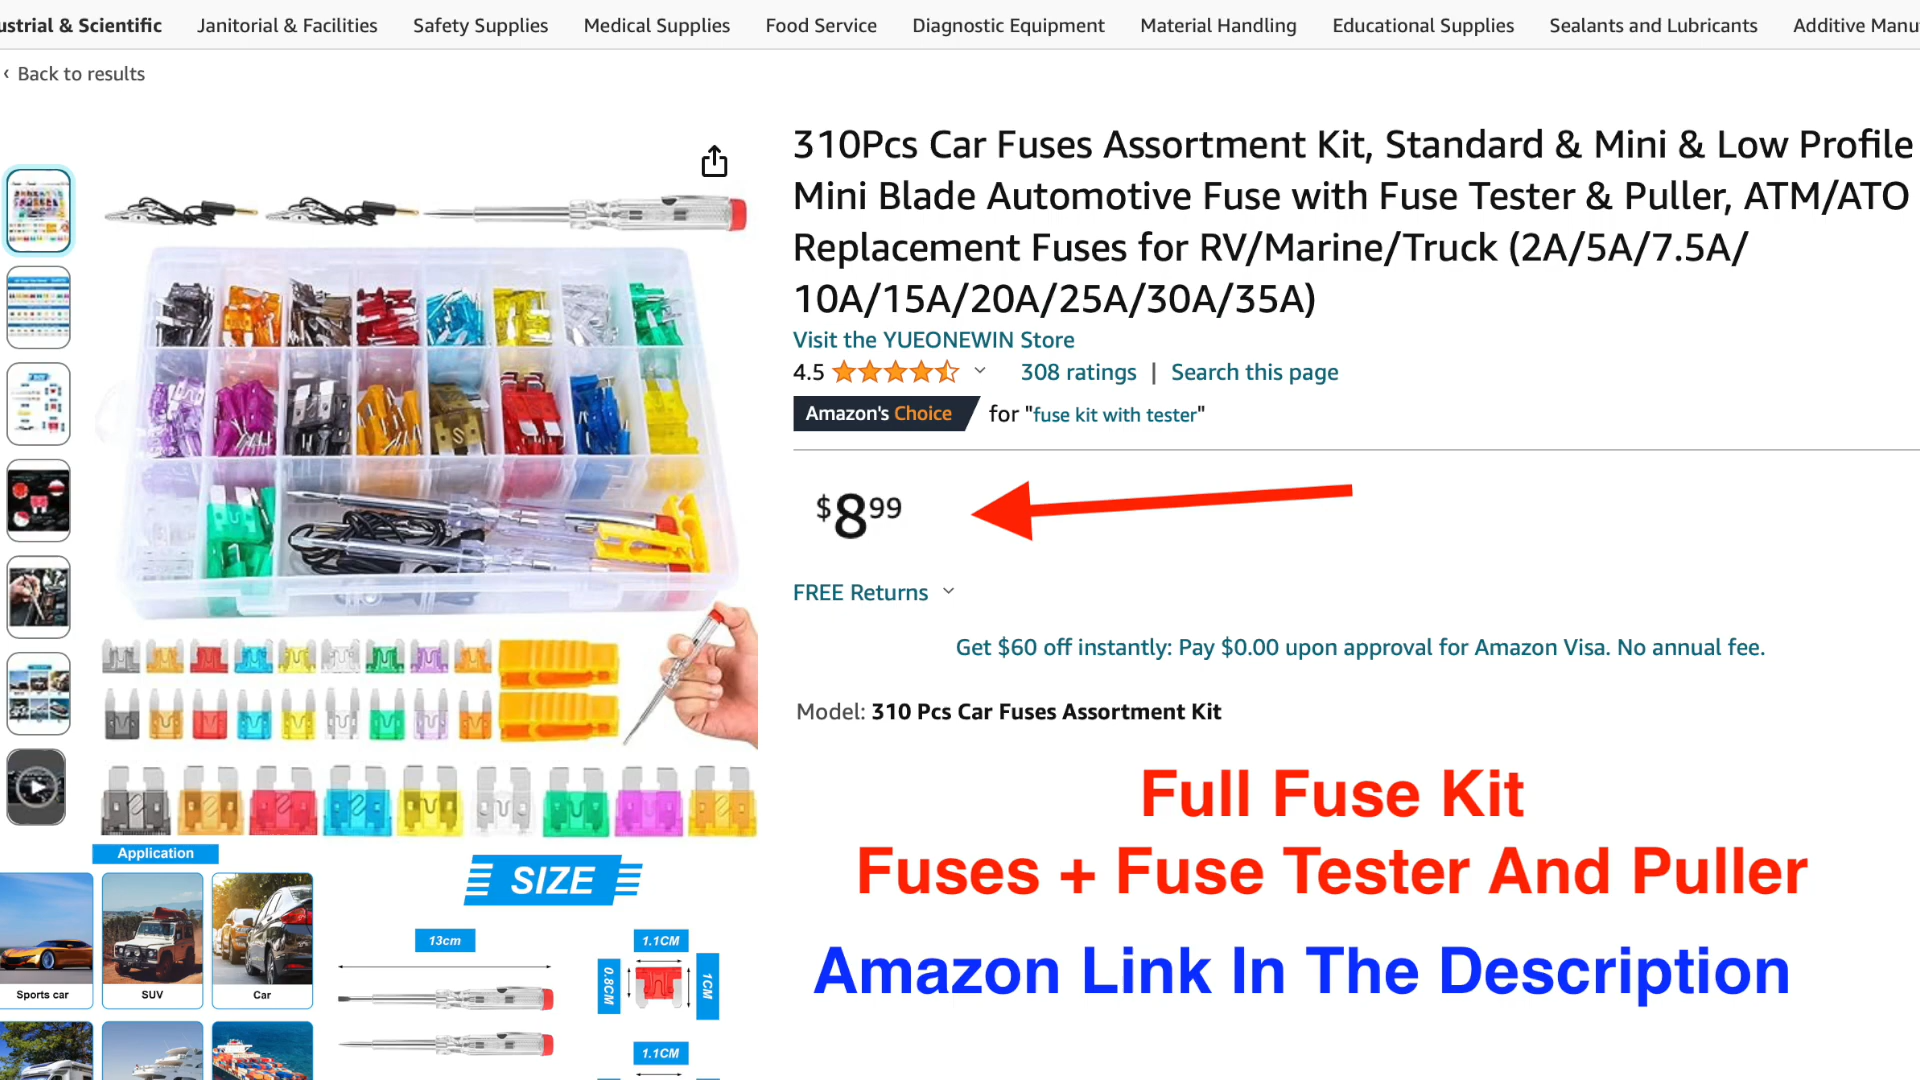 ustrial & Scientific Janitorial & Facilities Safety Supplies Medical Supplies Food Service Diagnostic Equipment Material Handling Educational Supplies Sealants and Lubricants Additive Manu
‹ Back to results
310Pcs Car Fuses Assortment Kit, Standard & Mini & Low Profile
Mini Blade Automotive Fuse with Fuse Tester & Puller, ATM/ATO
Replacement Fuses for RV/Marine/Truck (2A/5A/7.5A/
10A/15A/20A/25A/30A/35A)
Visit the YUEONEWIN Store
4.5 308 ratings | Search this page
Amazon's Choice for "fuse kit with tester"
$8.99
FREE Returns
Get $60 off instantly: Pay $0.00 upon approval for Amazon Visa. No annual fee.
Model: 310 Pcs Car Fuses Assortment Kit
Full Fuse Kit
Fuses + Fuse Tester And Puller
Amazon Link In The Description
Application
Sports car
SUV
Car
SIZE
13cm
1.1CM
0.8CM
1CM
1.1CM